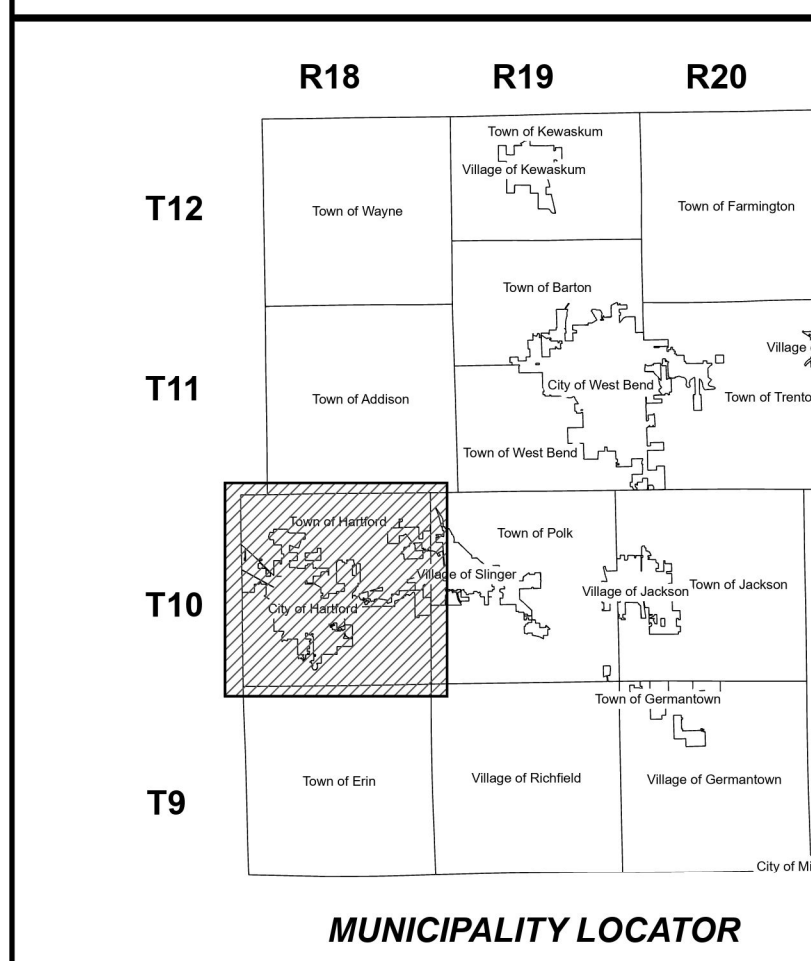 R18 R19 R20
T12
T11
T10
T9
Town of Kewaskum
Village of Kewaskum
Town of Wayne
Town of Farmington
Town of Barton
Village
City of West Bend
Town of Addison
Town of Trento
Town of West Bend
Town of Hartford
Town of Polk
Village of Slinger
Village of Jackson
Town of Jackson
City of Hartford
Town of Germantown
Town of Erin
Village of Richfield
Village of Germantown
City of Mi
MUNICIPALITY LOCATOR